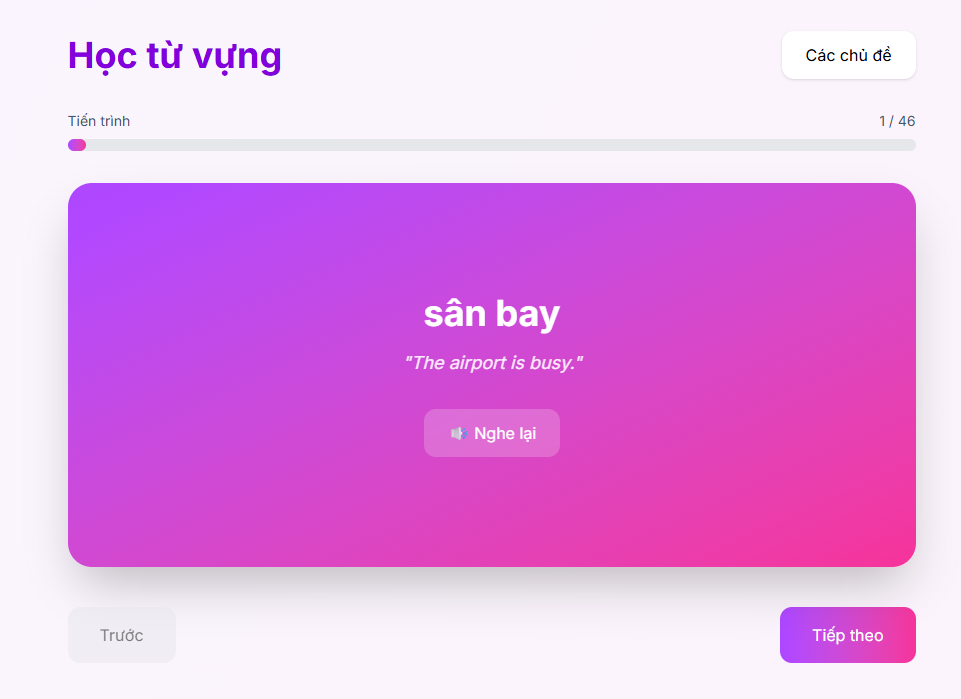 Học từ vựng
Các chủ đề
Tiến trình
1 / 46
sân bay
"The airport is busy."
Nghe lại
Trước
Tiếp theo